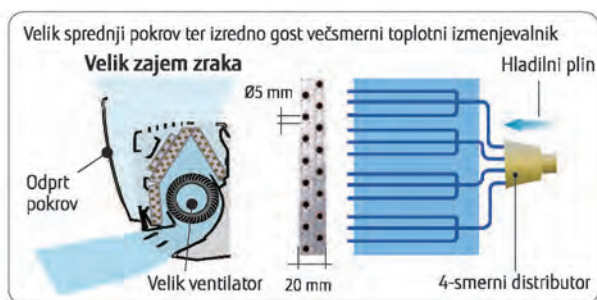 Velik sprednji pokrov ter izredno gost večsmerni toplotni izmenjevalnik
Velik zajem zraka
Ø5 mm
Hladilni plin
Odprt
pokrov
Velik ventilator
20 mm
4-smerni distributor